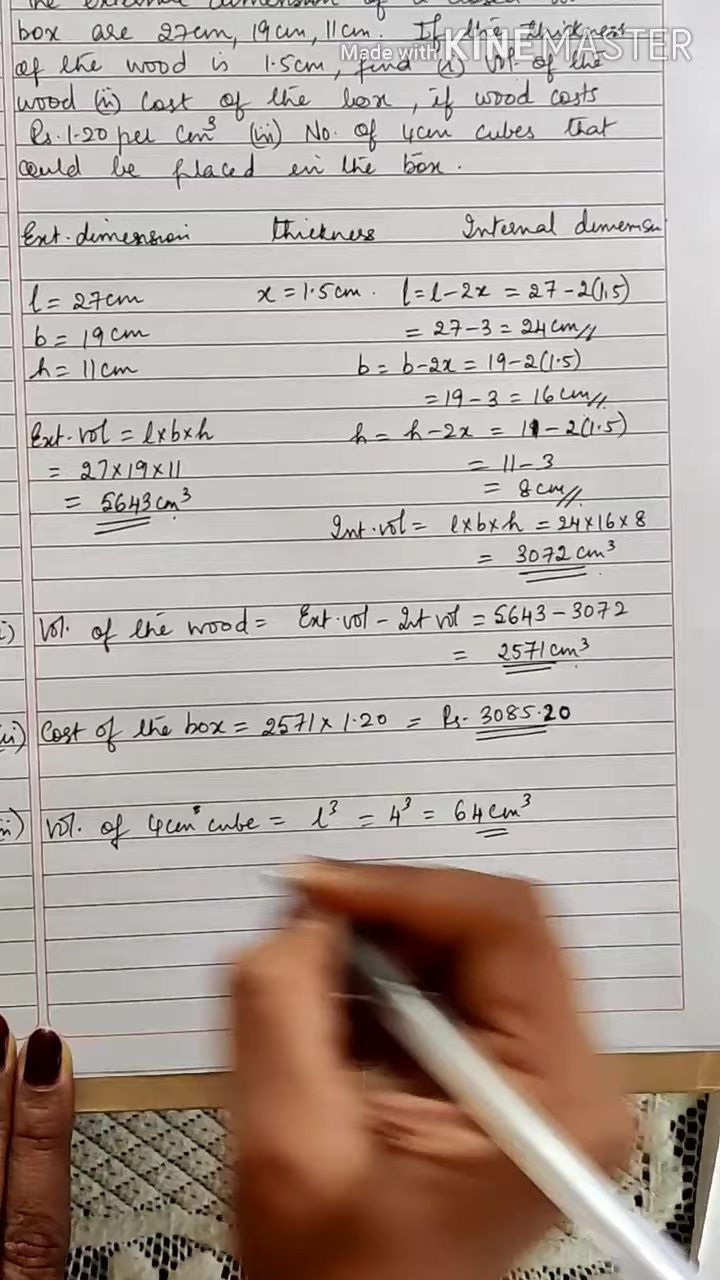 the external dimension of a closed
box are 27cm, 19cm, 11cm. If the thickness
Made with KINEMASTER
of the wood is 1.5cm, find (i) Vol. of the
wood (ii) Cost of the box, if wood costs
Rs. 1.20 per cm³ (iii) No. of 4cm cubes that
could be placed in the box.
Ext. dimension thickness Internal dimension
l = 27cm x = 1.5cm. l = l-2x = 27-2(1.5)
b = 19cm = 27-3 = 24cm//
h = 11cm b = b-2x = 19-2(1.5)
= 19-3 = 16cm//
Ext. vol = l×b×h h = h-2x = 11-2(1.5)
= 27×19×11 = 11-3
= 5643cm³ = 8cm//
Int. vol = l×b×h = 24×16×8
= 3072cm³
i) Vol. of the wood = Ext. vol - Int vol = 5643-3072
= 2571cm³
ii) Cost of the box = 2571 × 1.20 = Rs. 3085.20
iii) Vol. of 4cm cube = l³ = 4³ = 64cm³